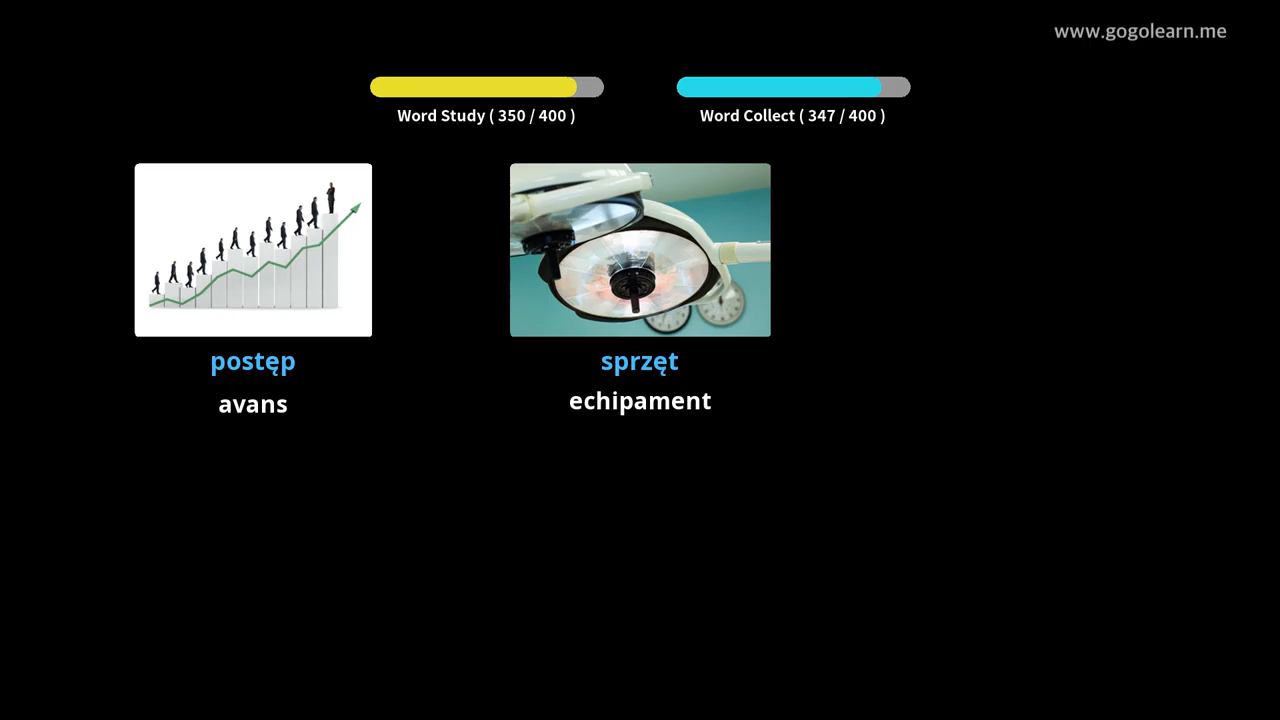 www.gogolearn.me
Word Study ( 350 / 400 )
Word Collect ( 347 / 400 )
postęp
avans
sprzęt
echipament